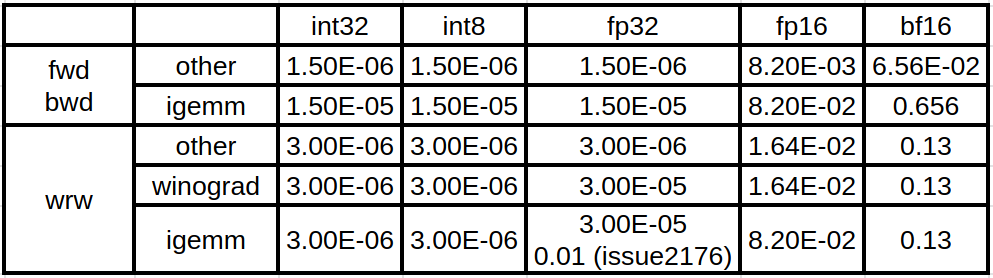 int32 int8 fp32 fp16 bf16
fwd
bwd
other 1.50E-06 1.50E-06 1.50E-06 8.20E-03 6.56E-02
igemm 1.50E-05 1.50E-05 1.50E-05 8.20E-02 0.656
wrw
other 3.00E-06 3.00E-06 3.00E-06 1.64E-02 0.13
winograd 3.00E-06 3.00E-06 3.00E-05 1.64E-02 0.13
igemm 3.00E-06 3.00E-06 3.00E-05 8.20E-02 0.13
0.01 (issue2176)